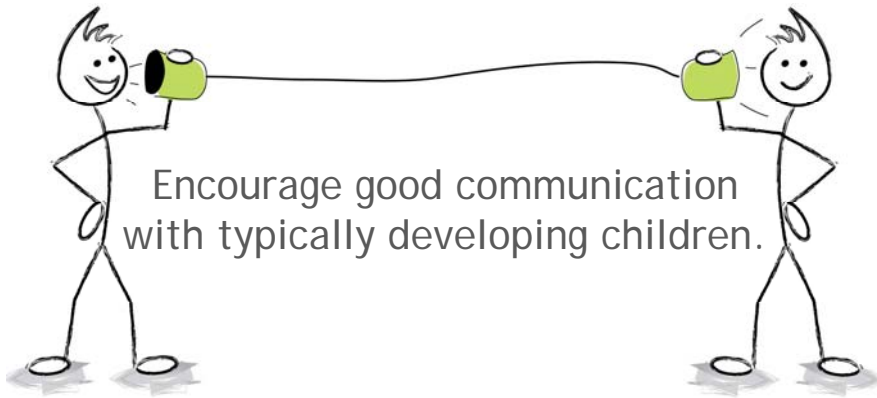 Encourage good communication
with typically developing children.